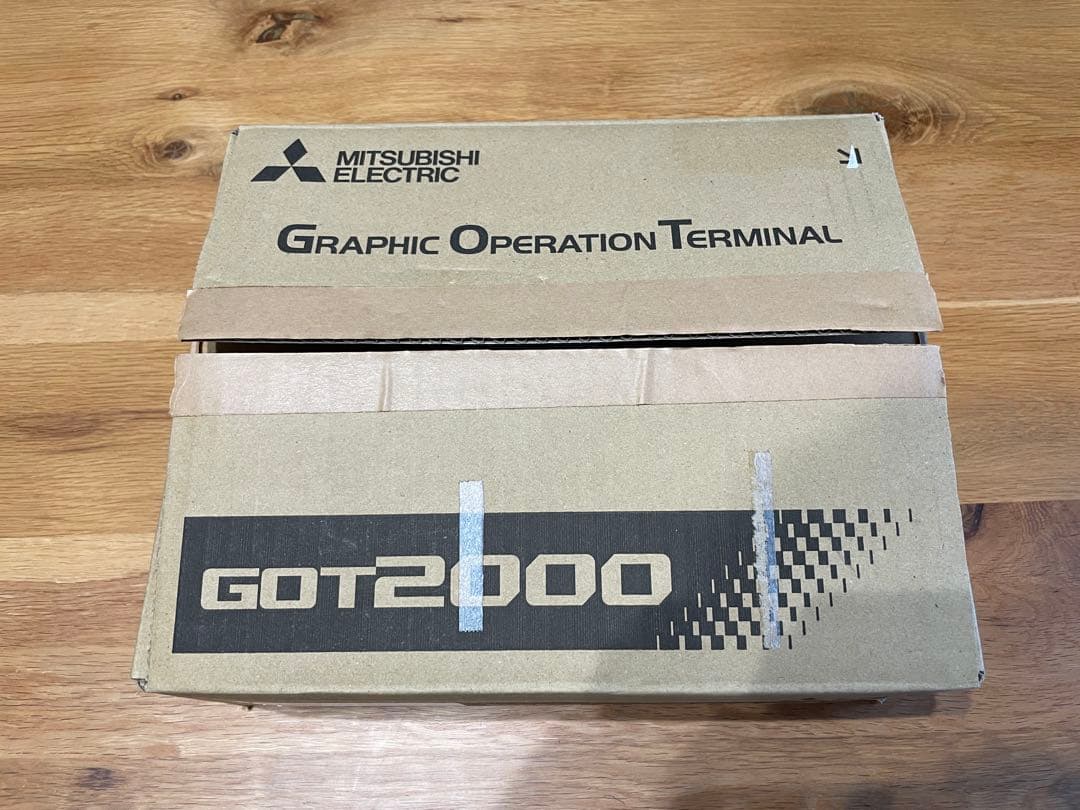 MITSUBISHI
ELECTRIC
GRAPHIC OPERATION TERMINAL
GOT2000